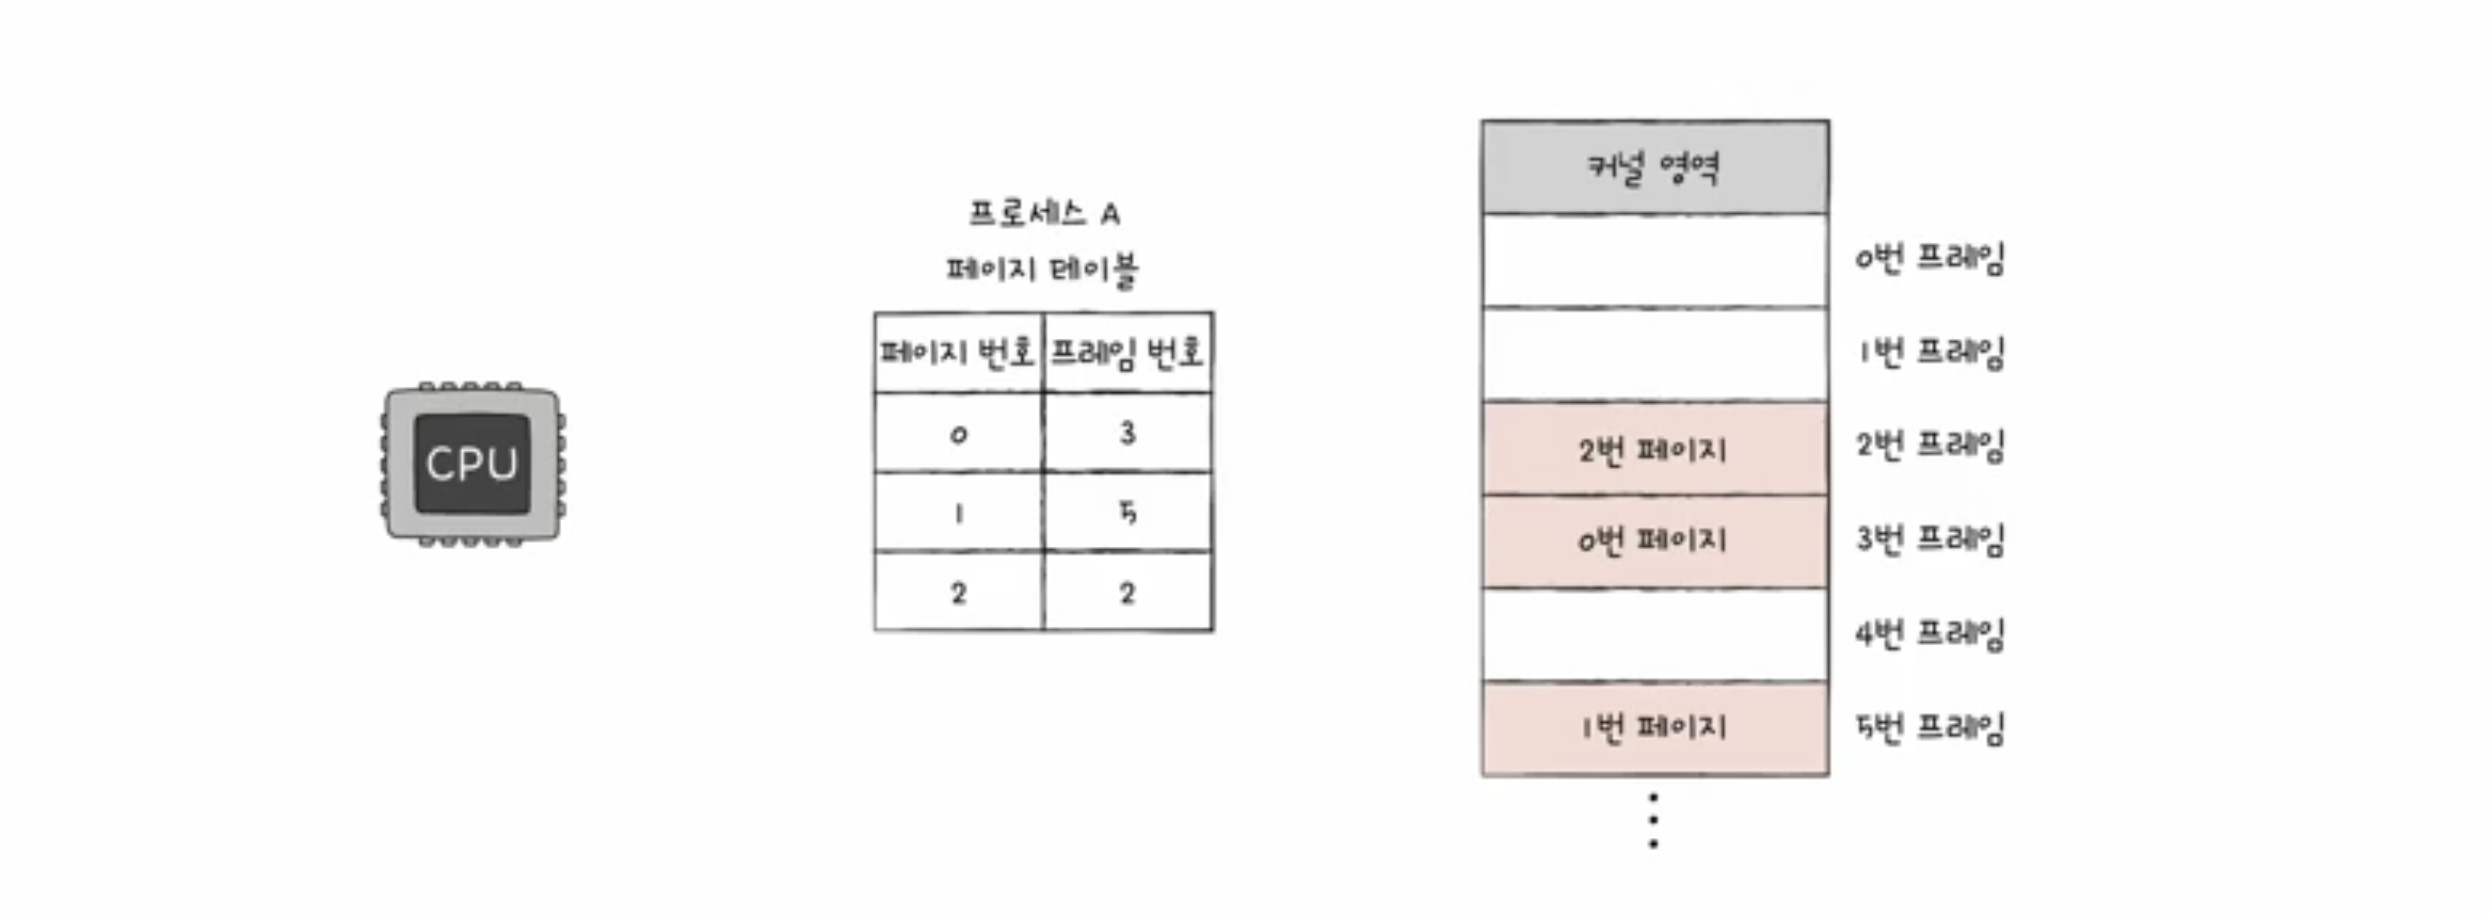 CPU
프로세스 A
페이지 테이블
페이지 번호 프레임 번호
0 3
1 5
2 2
커널 영역
0번 프레임
1번 프레임
2번 페이지 2번 프레임
0번 페이지 3번 프레임
4번 프레임
1번 페이지 5번 프레임